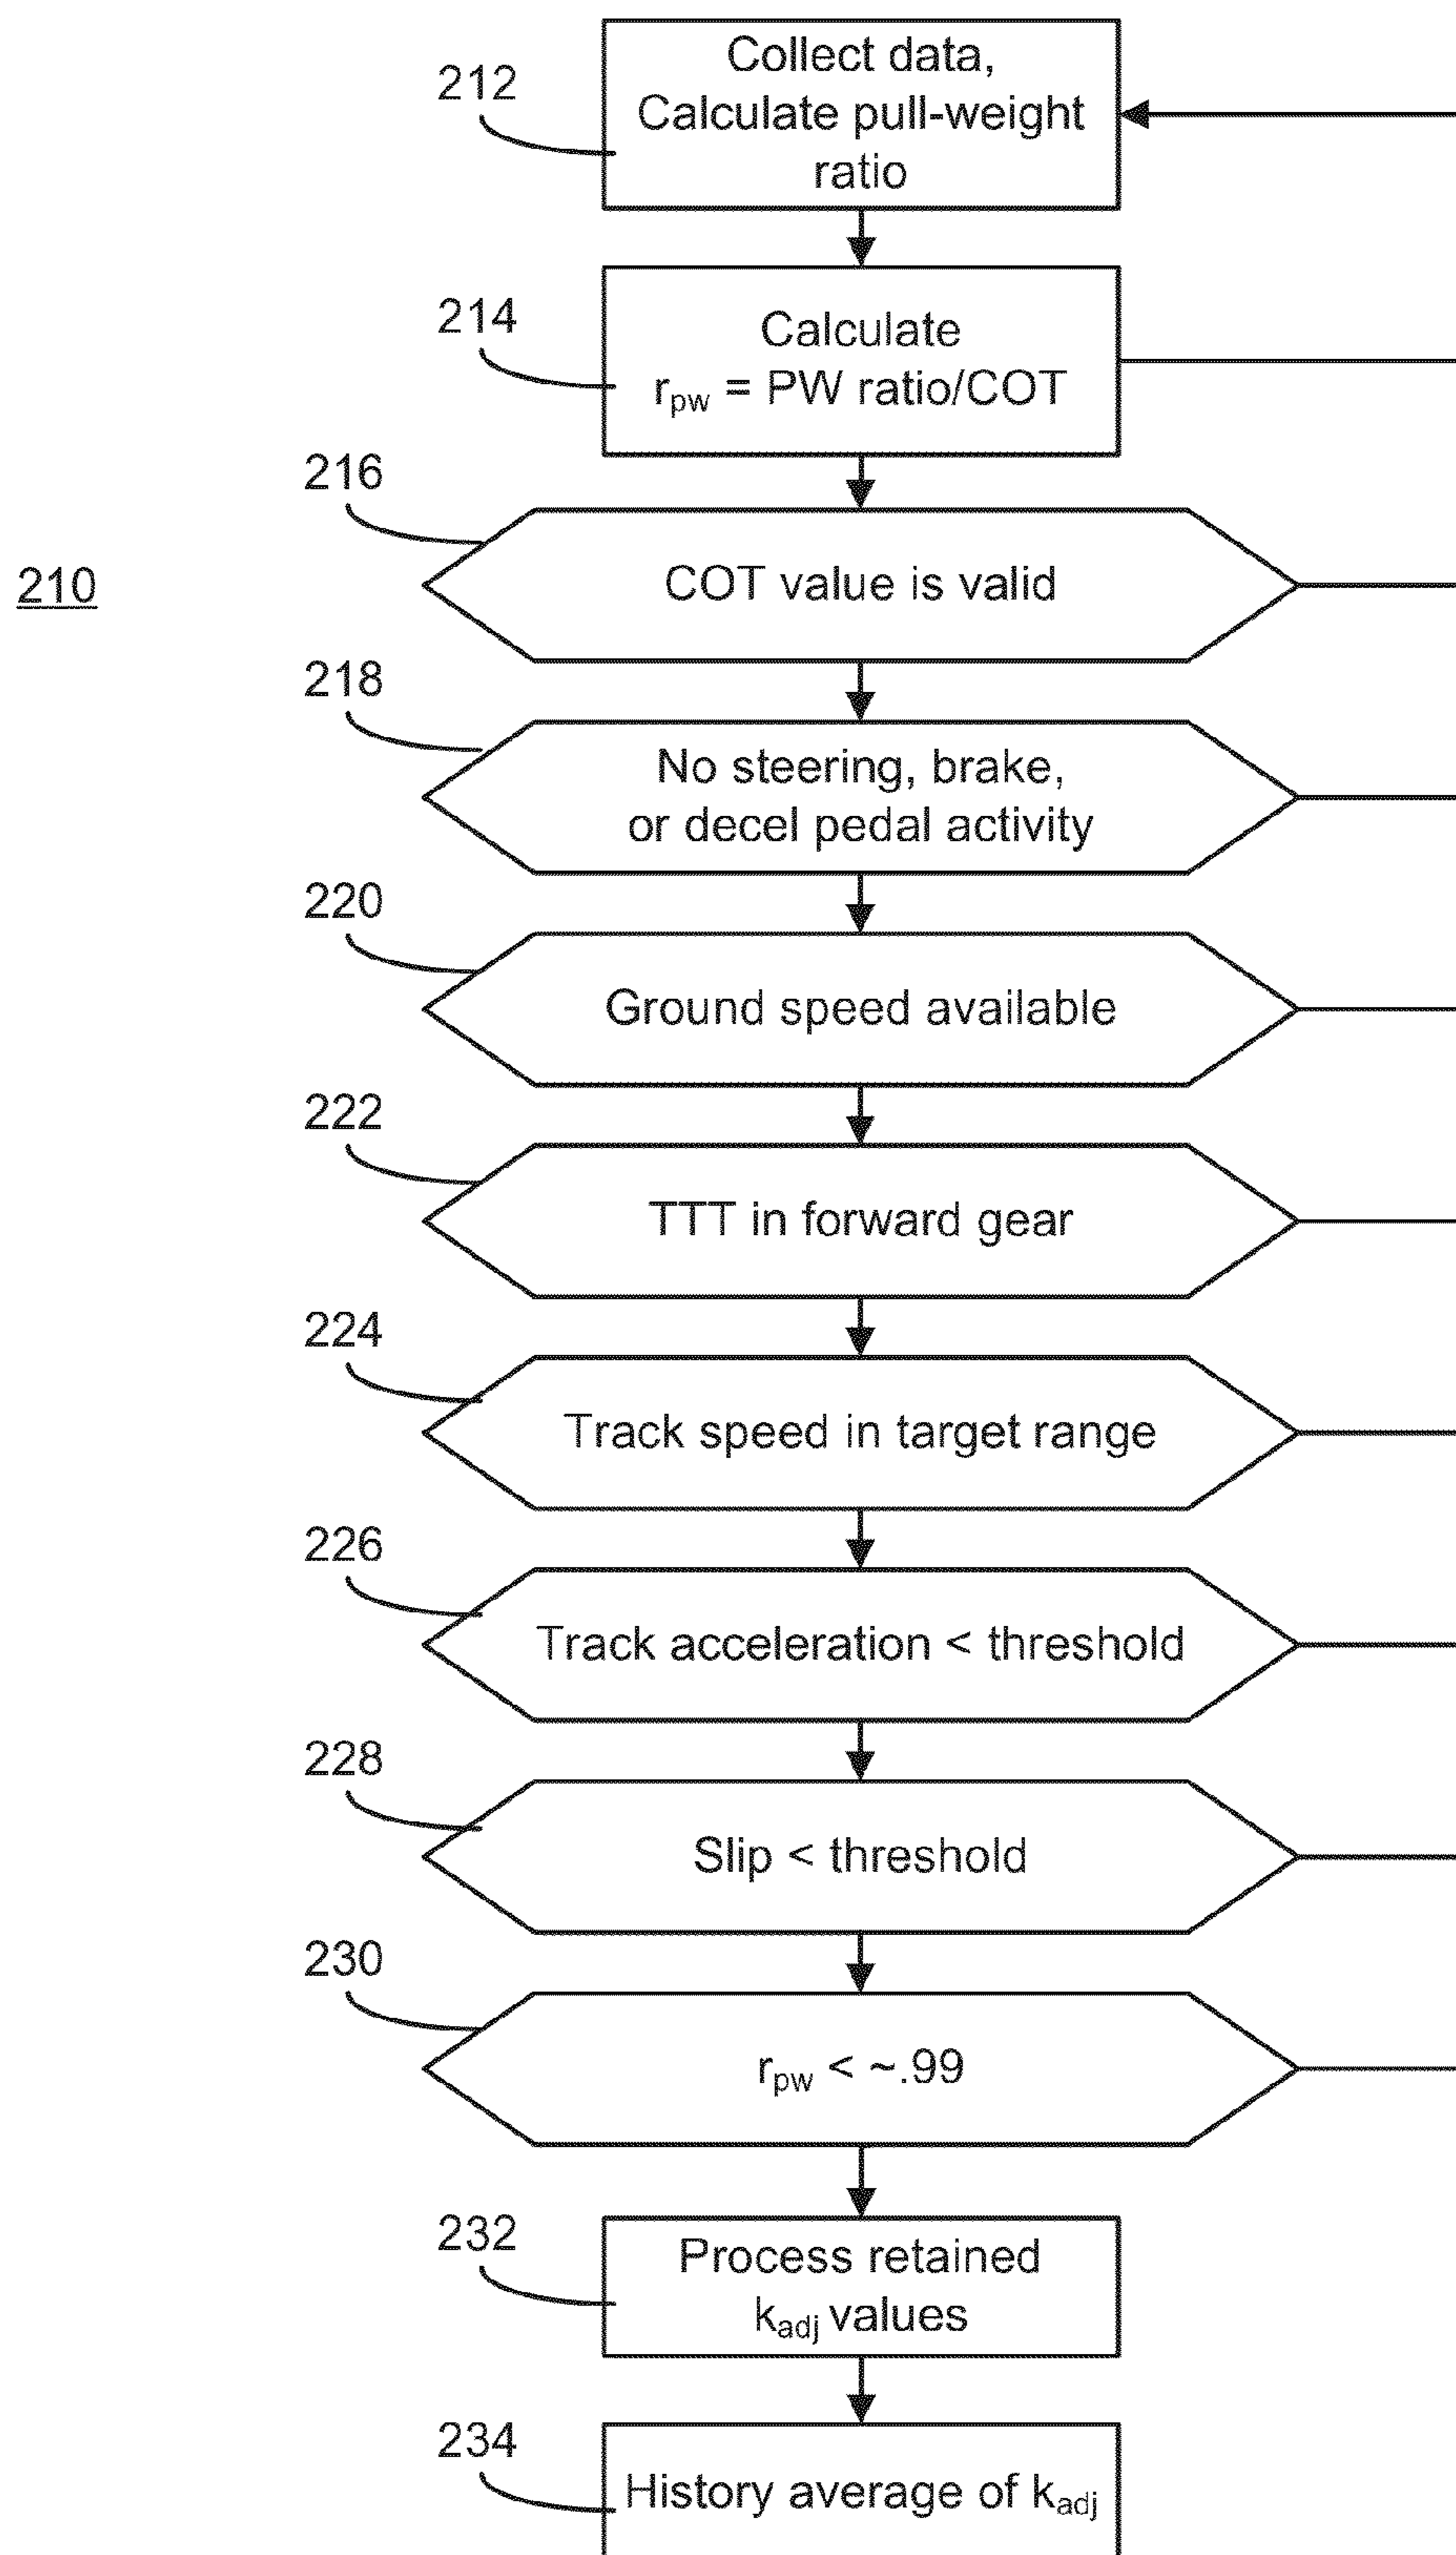 212
Collect data,
Calculate pull-weight
ratio
214
Calculate
rpw = PW ratio/COT
216
COT value is valid
210
218
No steering, brake,
or decel pedal activity
220
Ground speed available
222
TTT in forward gear
224
Track speed in target range
226
Track acceleration < threshold
228
Slip < threshold
230
rpw < ~.99
232
Process retained
kadj values
234
History average of kadj